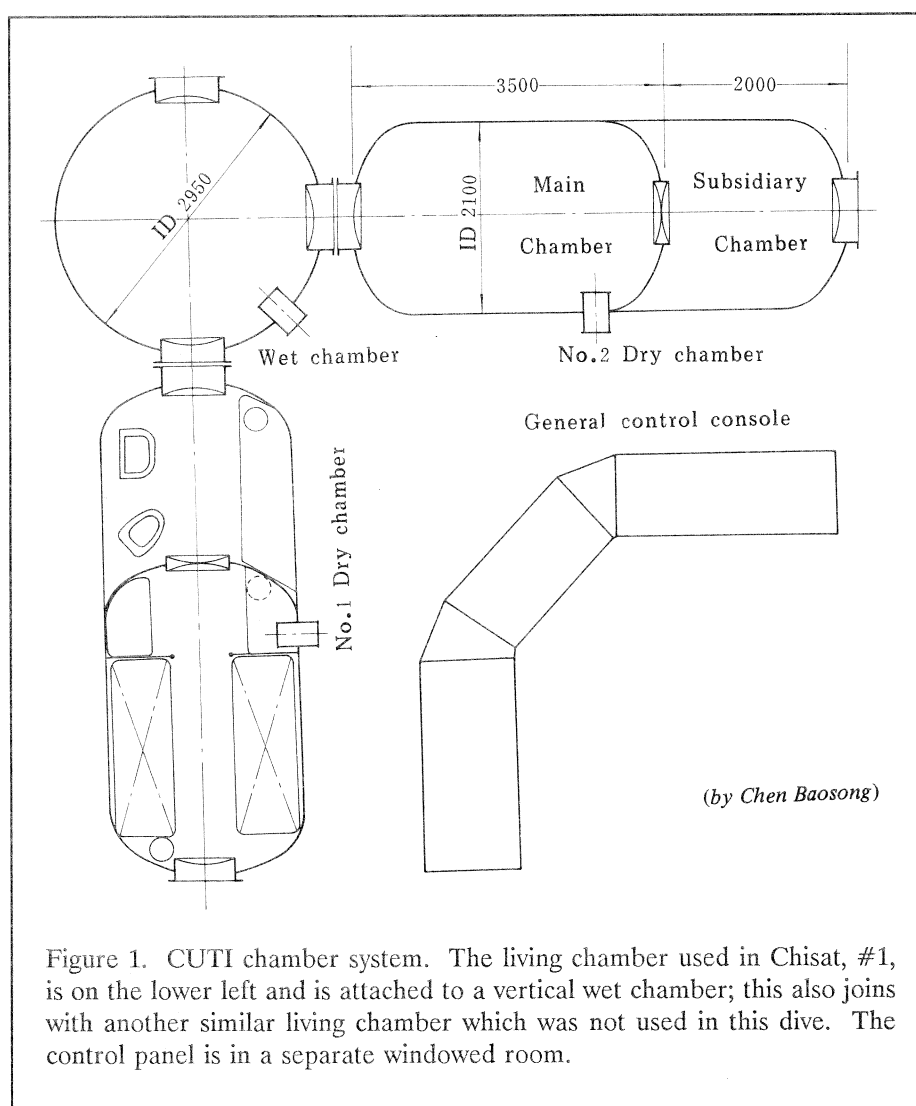 3500
2000
ID 2950
ID 2100
Main
Chamber
Subsidiary
Chamber
Wet chamber
No.2 Dry chamber
General control console
No.1 Dry chamber
(by Chen Baosong)
Figure 1. CUTI chamber system. The living chamber used in Chisat, #1,
is on the lower left and is attached to a vertical wet chamber; this also joins
with another similar living chamber which was not used in this dive. The
control panel is in a separate windowed room.